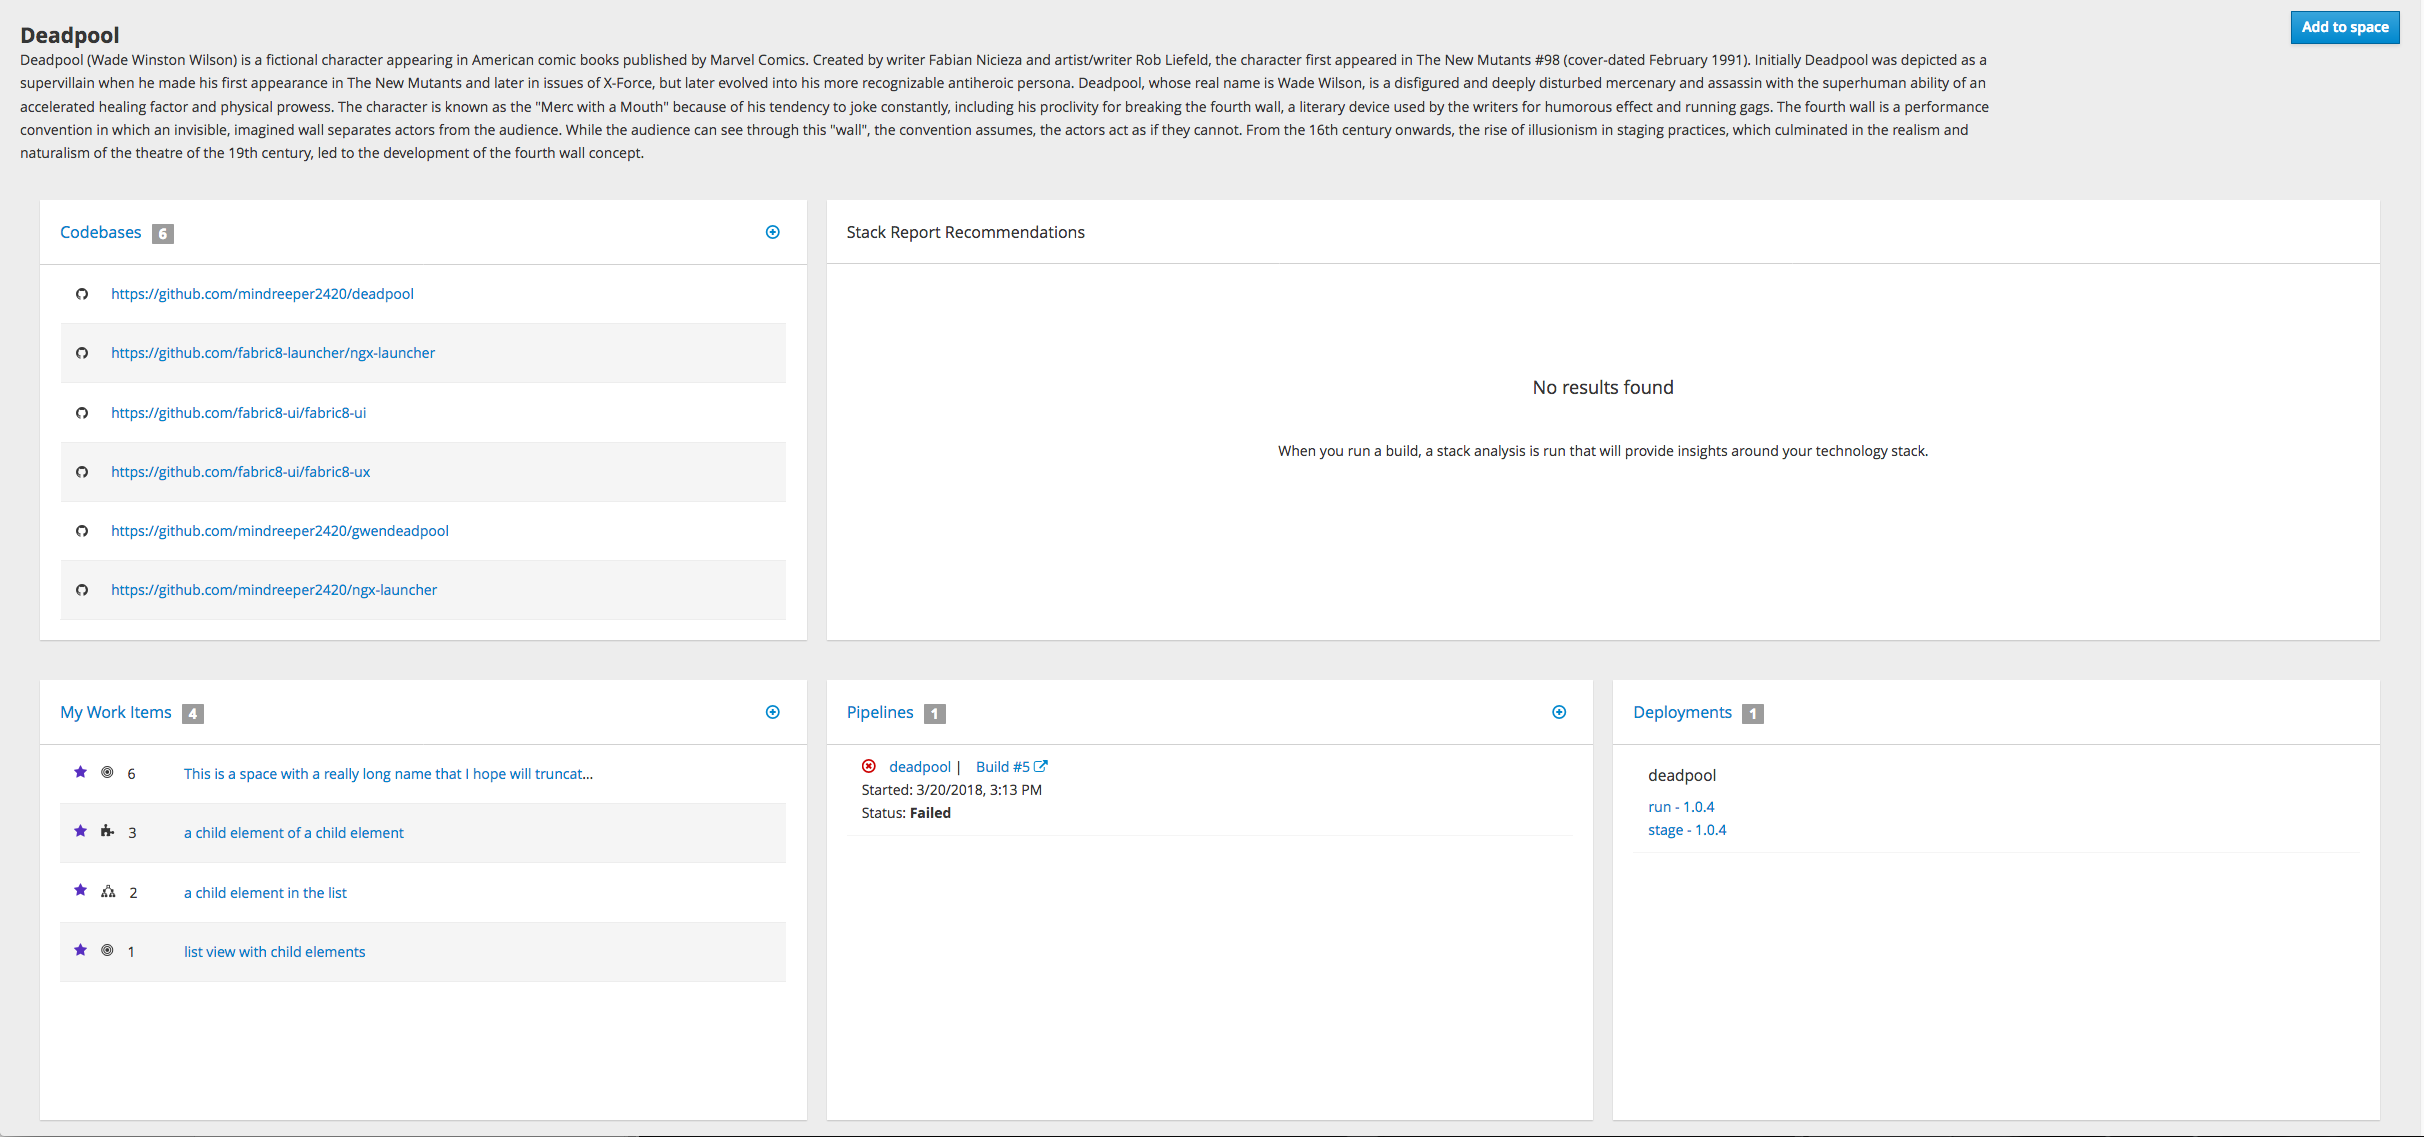 Deadpool
Add to space
Deadpool (Wade Winston Wilson) is a fictional character appearing in American comic books published by Marvel Comics. Created by writer Fabian Nicieza and artist/writer Rob Liefeld, the character first appeared in The New Mutants #98 (cover-dated February 1991). Initially Deadpool was depicted as a
supervillain when he made his first appearance in The New Mutants and later in issues of X-Force, but later evolved into his more recognizable antiheroic persona. Deadpool, whose real name is Wade Wilson, is a disfigured and deeply disturbed mercenary and assassin with the superhuman ability of an
accelerated healing factor and physical prowess. The character is known as the "Merc with a Mouth" because of his tendency to joke constantly, including his proclivity for breaking the fourth wall, a literary device used by the writers for humorous effect and running gags. The fourth wall is a performance
convention in which an invisible, imagined wall separates actors from the audience. While the audience can see through this "wall", the convention assumes, the actors act as if they cannot. From the 16th century onwards, the rise of illusionism in staging practices, which culminated in the realism and
naturalism of the theatre of the 19th century, led to the development of the fourth wall concept.
Codebases 6
https://github.com/mindreeper2420/deadpool
https://github.com/fabric8-launcher/ngx-launcher
https://github.com/fabric8-ui/fabric8-ui
https://github.com/fabric8-ui/fabric8-ux
https://github.com/mindreeper2420/gwendeadpool
https://github.com/mindreeper2420/ngx-launcher
Stack Report Recommendations
No results found
When you run a build, a stack analysis is run that will provide insights around your technology stack.
My Work Items 4
6 This is a space with a really long name that I hope will truncat...
3 a child element of a child element
2 a child element in the list
1 list view with child elements
Pipelines 1
deadpool | Build #5
Started: 3/20/2018, 3:13 PM
Status: Failed
Deployments 1
deadpool
run - 1.0.4
stage - 1.0.4